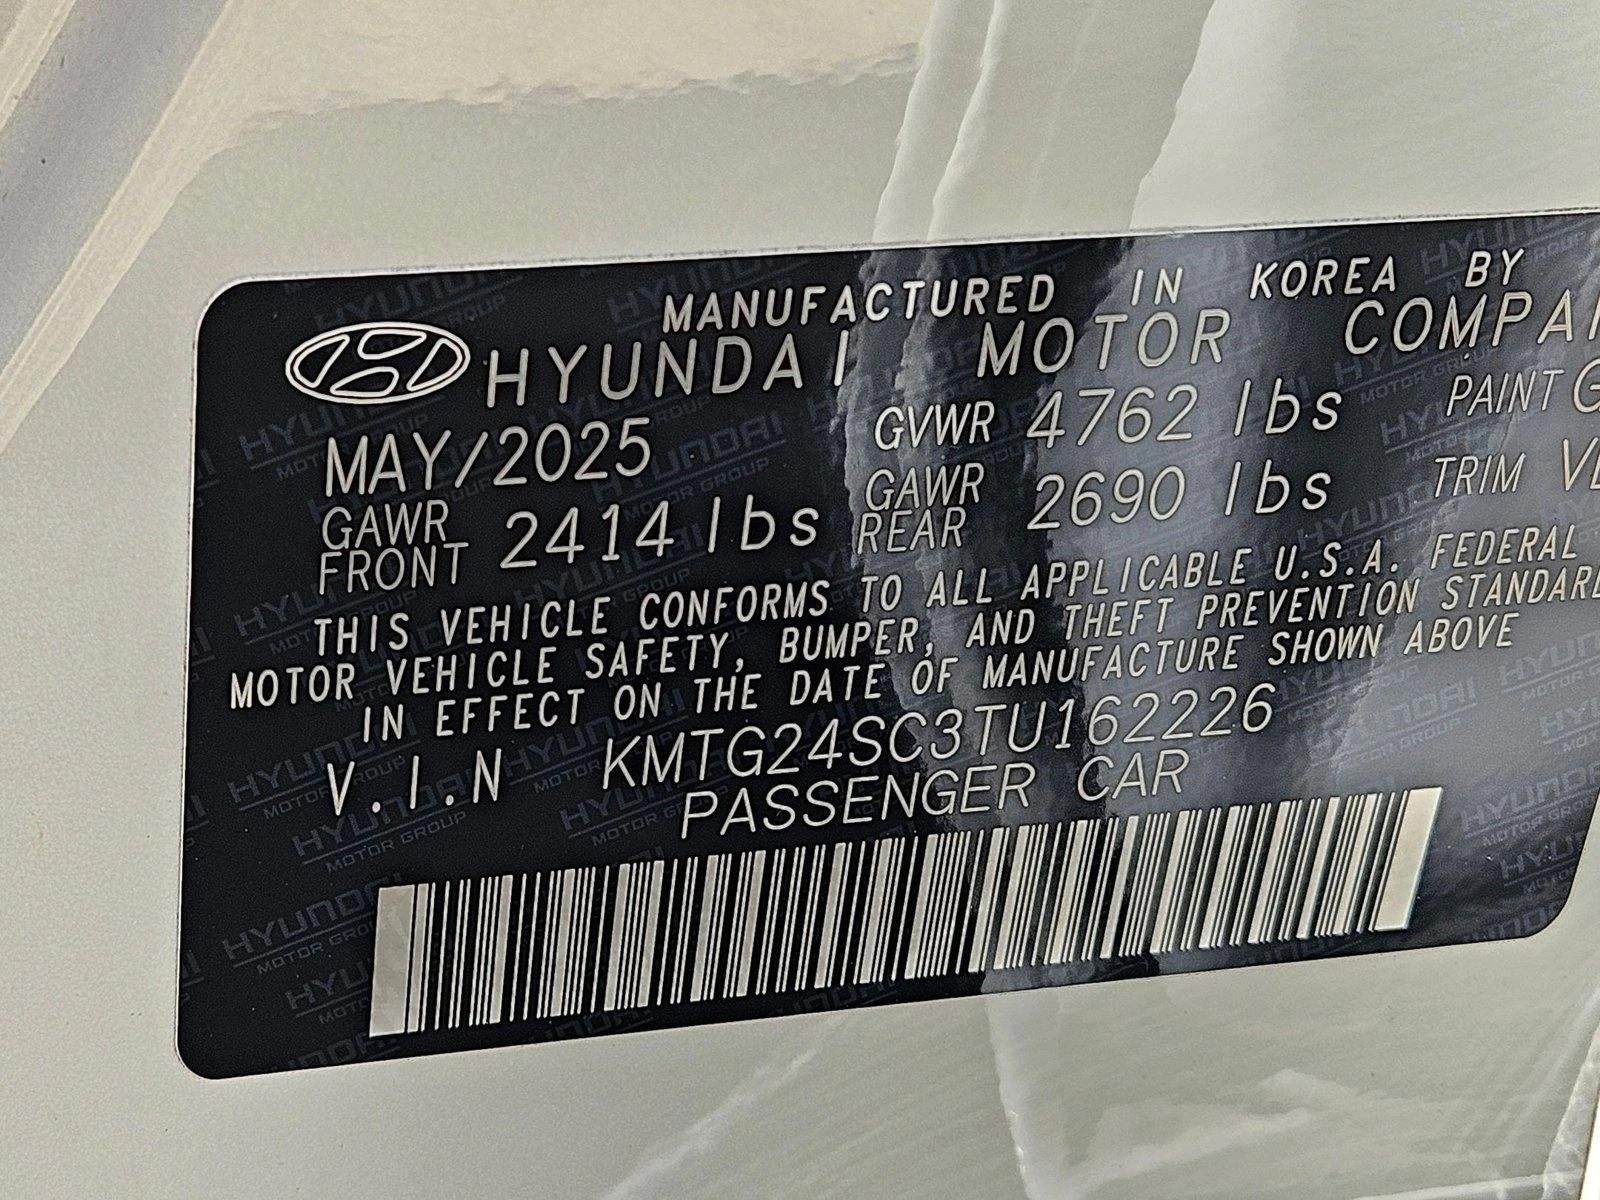 MANUFACTURED IN KOREA BY
HYUNDAI MOTOR
MAY/2025 GVWR 4762 lbs PAINT
GAWR FRONT 2414 lbs GAWR REAR 2690 lbs TRIM
THIS VEHICLE CONFORMS TO ALL APPLICABLE U.S.A. FEDERAL
MOTOR VEHICLE SAFETY, BUMPER, AND THEFT PREVENTION
IN EFFECT ON THE DATE OF MANUFACTURE SHOWN ABOVE
V.I.N KMTG24SC3TU162226
PASSENGER CAR